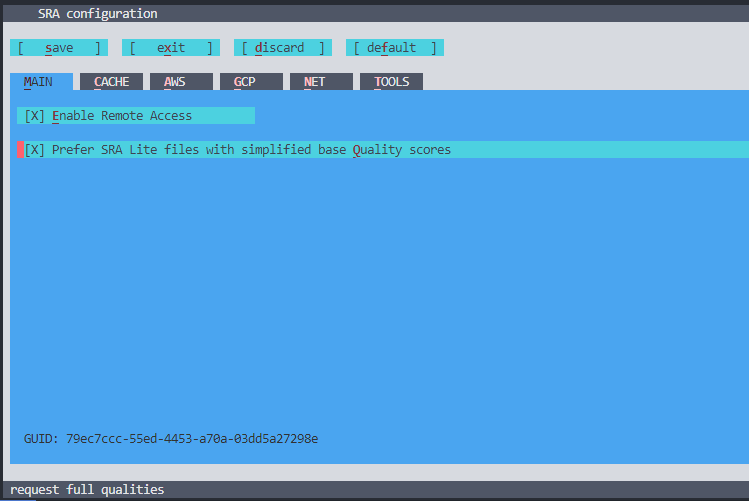 SRA configuration
[ save ] [ exit ] [ discard ] [ default ]
MAIN CACHE AWS GCP NET TOOLS
[X] Enable Remote Access
[X] Prefer SRA Lite files with simplified base Quality scores
GUID: 79ec7ccc-55ed-4453-a70a-03dd5a27298e
request full qualities